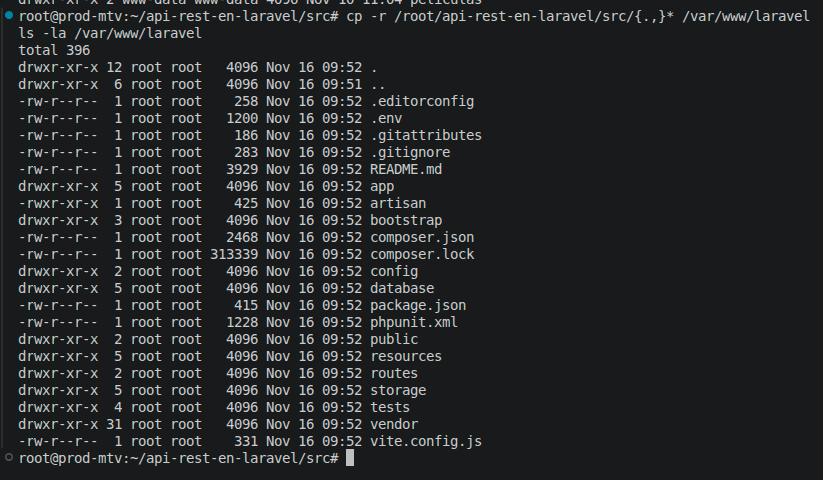 drwxr-xr-x 2 www-data www-data 4096 Nov 10 11:04 peliculas
root@prod-mtv:~/api-rest-en-laravel/src# cp -r /root/api-rest-en-laravel/src/{.,}* /var/www/laravel
ls -la /var/www/laravel
total 396
drwxr-xr-x 12 root root   4096 Nov 16 09:52 .
drwxr-xr-x  6 root root   4096 Nov 16 09:51 ..
-rw-r--r--  1 root root    258 Nov 16 09:52 .editorconfig
-rw-r--r--  1 root root   1200 Nov 16 09:52 .env
-rw-r--r--  1 root root    186 Nov 16 09:52 .gitattributes
-rw-r--r--  1 root root    283 Nov 16 09:52 .gitignore
-rw-r--r--  1 root root   3929 Nov 16 09:52 README.md
drwxr-xr-x  5 root root   4096 Nov 16 09:52 app
-rwxr-xr-x  1 root root    425 Nov 16 09:52 artisan
drwxr-xr-x  3 root root   4096 Nov 16 09:52 bootstrap
-rw-r--r--  1 root root   2468 Nov 16 09:52 composer.json
-rw-r--r--  1 root root 313339 Nov 16 09:52 composer.lock
drwxr-xr-x  2 root root   4096 Nov 16 09:52 config
drwxr-xr-x  5 root root   4096 Nov 16 09:52 database
-rw-r--r--  1 root root    415 Nov 16 09:52 package.json
-rw-r--r--  1 root root   1228 Nov 16 09:52 phpunit.xml
drwxr-xr-x  2 root root   4096 Nov 16 09:52 public
drwxr-xr-x  5 root root   4096 Nov 16 09:52 resources
drwxr-xr-x  2 root root   4096 Nov 16 09:52 routes
drwxr-xr-x  5 root root   4096 Nov 16 09:52 storage
drwxr-xr-x  4 root root   4096 Nov 16 09:52 tests
drwxr-xr-x 31 root root   4096 Nov 16 09:52 vendor
-rw-r--r--  1 root root    331 Nov 16 09:52 vite.config.js
root@prod-mtv:~/api-rest-en-laravel/src#